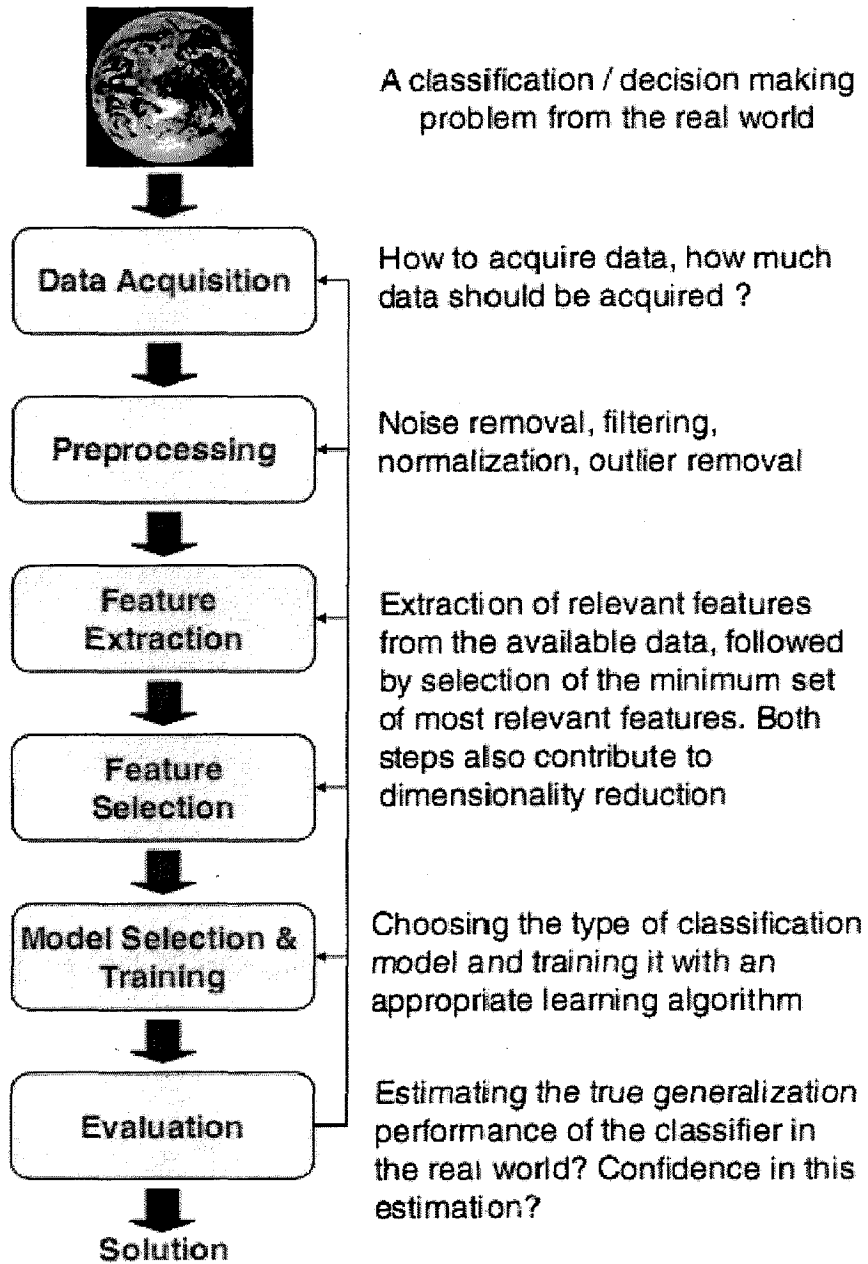 A classification / decision making
problem from the real world
Data Acquisition
How to acquire data, how much
data should be acquired ?
Preprocessing
Noise removal, filtering,
normalization, outlier removal
Feature
Extraction
Extraction of relevant features
from the available data, followed
by selection of the minimum set
of most relevant features. Both
steps also contribute to
dimensionality reduction
Feature
Selection
Model Selection &
Training
Choosing the type of classification
model and training it with an
appropriate learning algorithm
Evaluation
Estimating the true generalization
performance of the classifier in
the real world? Confidence in this
estimation?
Solution